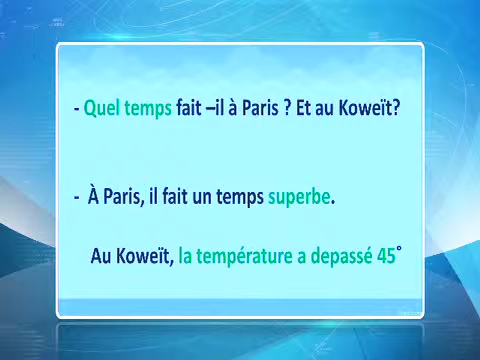 - Quel temps fait –il à Paris ? Et au Koweït?
- À Paris, il fait un temps superbe.
Au Koweït, la température a depassé 45°